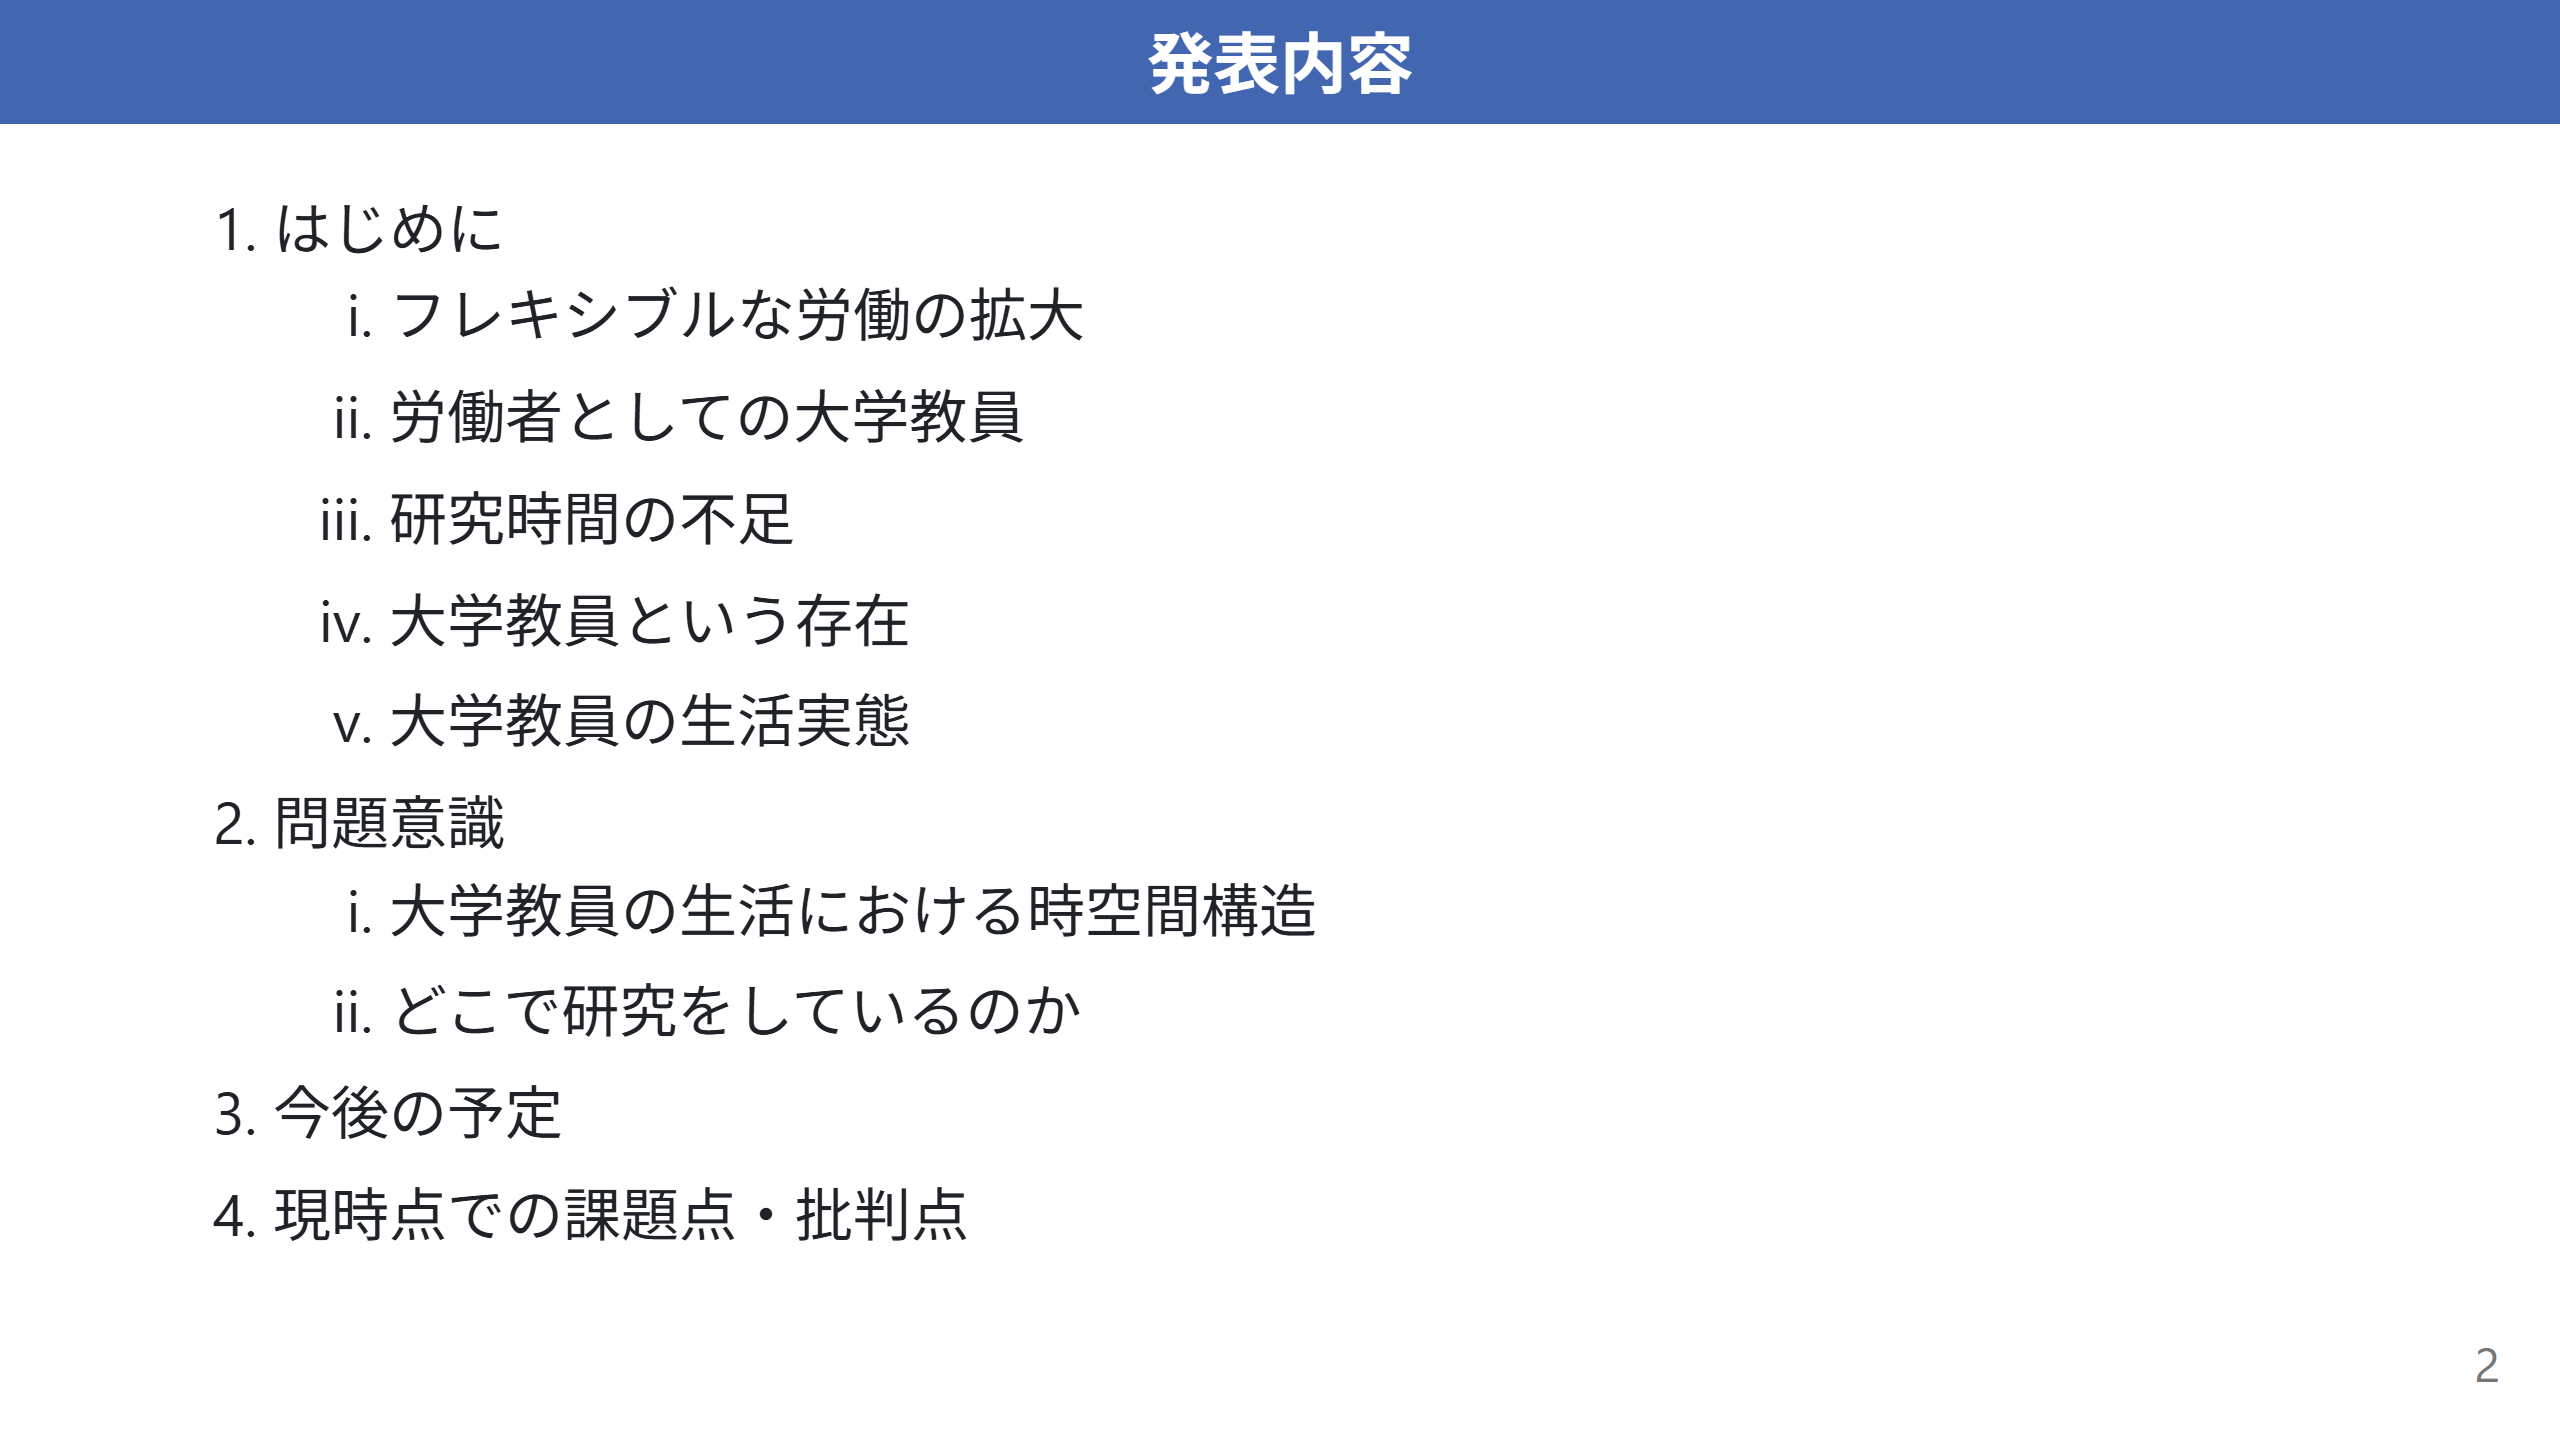 発表内容
1. はじめに
i. フレキシブルな労働の拡大
ii. 労働者としての大学教員
iii. 研究時間の不足
iv. 大学教員という存在
v. 大学教員の生活実態
2. 問題意識
i. 大学教員の生活における時空間構造
ii. どこで研究をしているのか
3. 今後の予定
4. 現時点での課題点・批判点
2